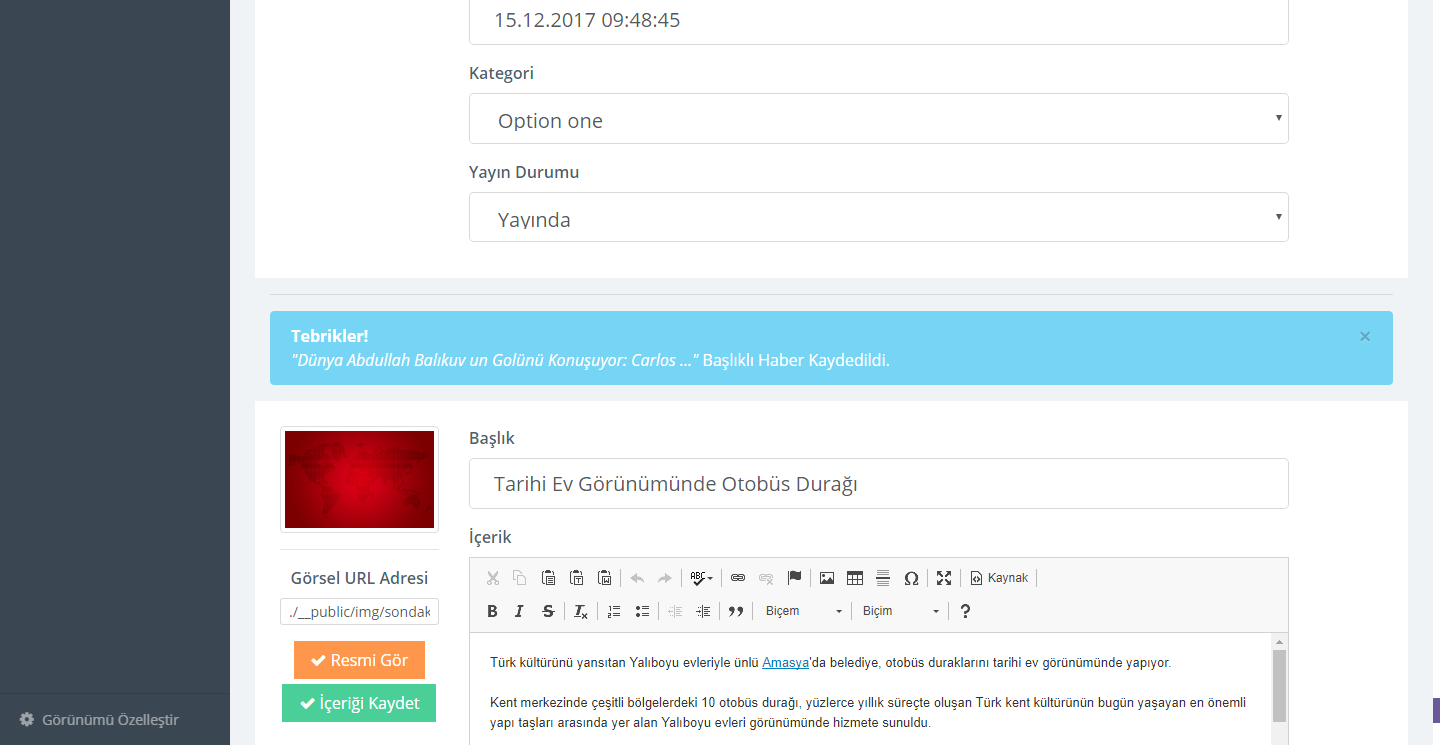 15.12.2017 09:48:45
Kategori
Option one
Yayın Durumu
Yayında
Tebrikler!
×
"Dünya Abdullah Balıkuv un Golünü Konuşuyor: Carlos ..." Başlıklı Haber Kaydedildi.
Başlık
Tarihi Ev Görünümünde Otobüs Durağı
İçerik
Görsel URL Adresi
./__public/img/sondak
Resmi Gör
İçeriği Kaydet
ABC
Kaynak
B I S Tx
Biçem
Biçim
?
Türk kültürünü yansıtan Yalıboyu evleriyle ünlü Amasya'da belediye, otobüs duraklarını tarihi ev görünümünde yapıyor.
Kent merkezinde çeşitli bölgelerdeki 10 otobüs durağı, yüzlerce yıllık süreçte oluşan Türk kent kültürünün bugün yaşayan en önemli
yapı taşları arasında yer alan Yalıboyu evleri görünümünde hizmete sunuldu.
Görünümü Özelleştir